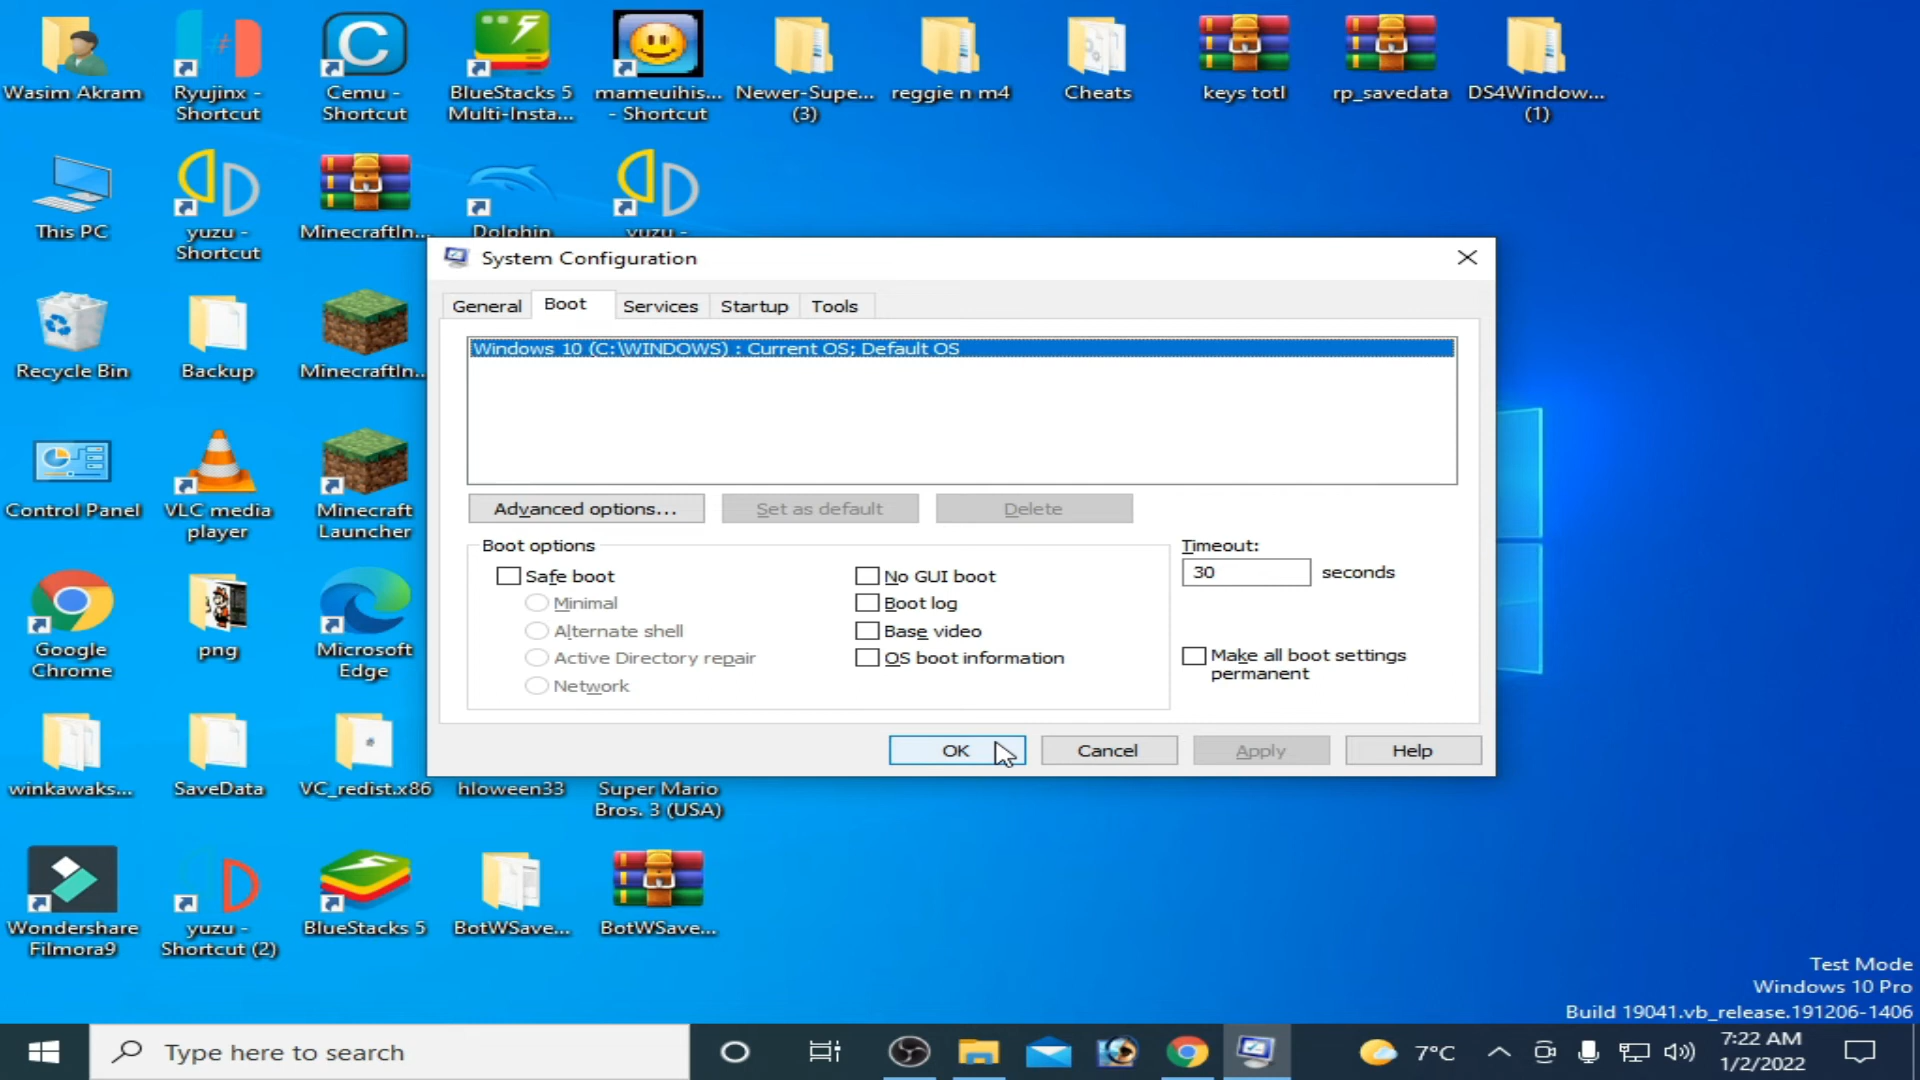 Wasim Akram
Ryujinx -
Shortcut
Cemu -
Shortcut
BlueStacks 5
Multi-Insta...
mameuihis...
- Shortcut
Newer-Supe...
(3)
reggie n m4
Cheats
keys totl
rp_savedata
DS4Window...
(1)
This PC
yuzu -
Shortcut
MinecraftIn...
Dolphin
yuzu -
Recycle Bin
Backup
MinecraftIn...
Control Panel
VLC media
player
Minecraft
Launcher
Google
Chrome
png
Microsoft
Edge
winkawaks...
SaveData
VC_redist.x86
hloween33
Super Mario
Bros. 3 (USA)
Wondershare
Filmora9
yuzu -
Shortcut (2)
BlueStacks 5
BotWSave...
BotWSave...
System Configuration
General
Boot
Services
Startup
Tools
Windows 10 (C:\WINDOWS) : Current OS; Default OS
Advanced options...
Set as default
Delete
Boot options
Safe boot
Minimal
Alternate shell
Active Directory repair
Network
No GUI boot
Boot log
Base video
OS boot information
Timeout:
30 seconds
Make all boot settings
permanent
OK
Cancel
Apply
Help
Test Mode
Windows 10 Pro
Build 19041.vb_release.191206-1406
Type here to search
7°C
7:22 AM
1/2/2022